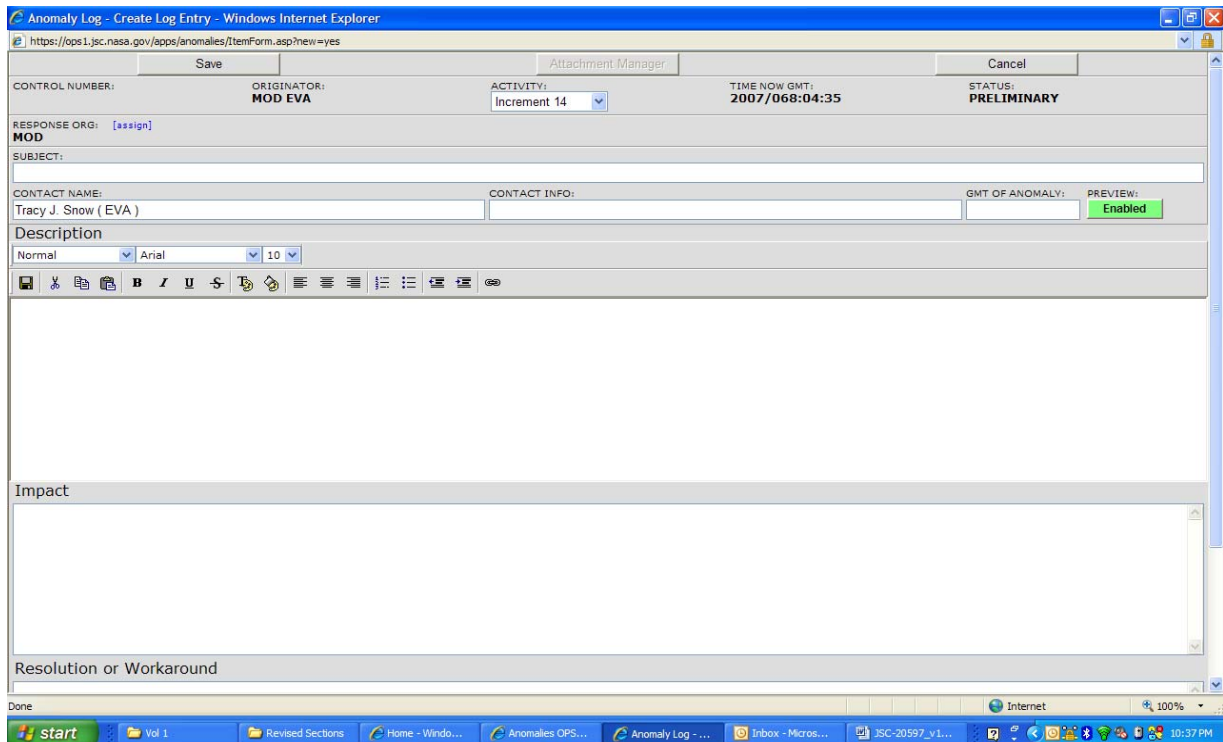 Anomaly Log - Create Log Entry - Windows Internet Explorer
https://ops1.jsc.nasa.gov/apps/anomalies/ItemForm.asp?new=yes
Save Attachment Manager Cancel
CONTROL NUMBER: ORIGINATOR: ACTIVITY: TIME NOW GMT: STATUS:
MOD EVA Increment 14 2007/068:04:35 PRELIMINARY
RESPONSE ORG: [assign]
MOD
SUBJECT:
CONTACT NAME: CONTACT INFO: GMT OF ANOMALY: PREVIEW:
Tracy J. Snow ( EVA ) Enabled
Description
Normal Arial 10
B I U S
Impact
Resolution or Workaround
Done Internet 100%
start Vol 1 Revised Sections Home - Windo... Anomalies OPS... Anomaly Log - ... Inbox - Micros... JSC-20597_v1... 10:37 PM